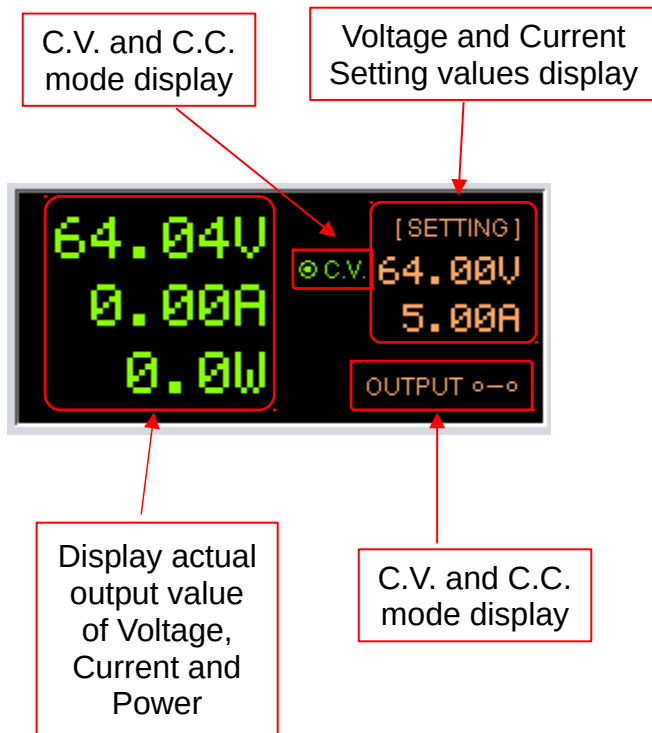 C.V. and C.C.
mode display
Voltage and Current
Setting values display
64.04V
0.00A
0.0W
C.V.
[SETTING]
64.00V
5.00A
OUTPUT
Display actual
output value
of Voltage,
Current and
Power
C.V. and C.C.
mode display